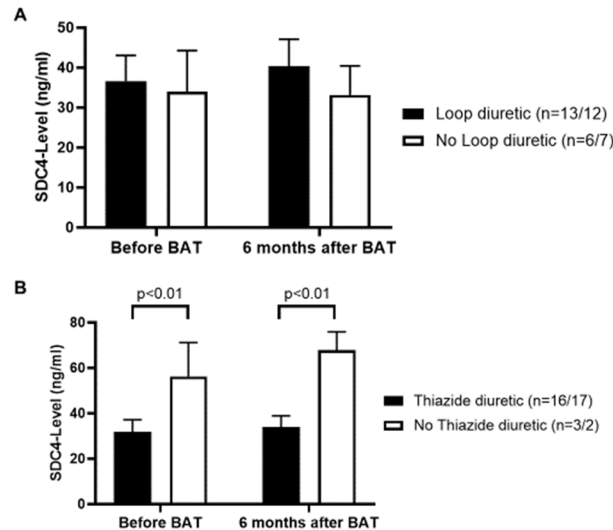 A
SDC4-Level (ng/ml)
50
40
30
20
10
0
Before BAT
6 months after BAT
Loop diuretic (n=13/12)
No Loop diuretic (n=6/7)
B
p<0.01
p<0.01
SDC4-Level (ng/ml)
80
60
40
20
0
Before BAT
6 months after BAT
Thiazide diuretic (n=16/17)
No Thiazide diuretic (n=3/2)